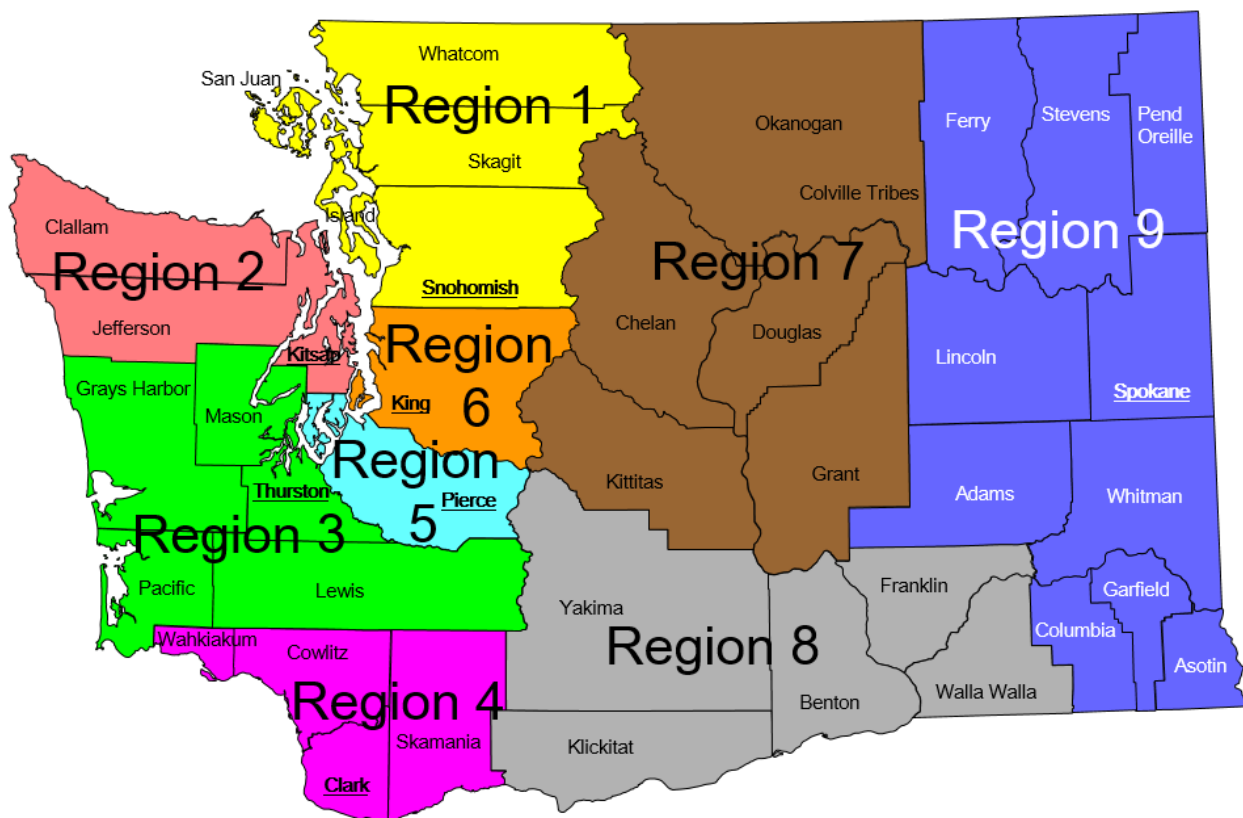 Whatcom
San Juan
Region 1
Okanogan
Ferry
Stevens
Pend
Oreille
Skagit
Colville Tribes
Island
Clallam
Region 2
Region 7
Region 9
Snohomish
Jefferson
Chelan
Douglas
Kitsap
Region
6
Lincoln
Grays Harbor
Mason
King
Spokane
Region
5
Thurston
Pierce
Kittitas
Grant
Adams
Whitman
Region 3
Pacific
Lewis
Yakima
Franklin
Garfield
Wahkiakum
Cowlitz
Region 8
Columbia
Asotin
Region 4
Walla Walla
Benton
Skamania
Klickitat
Clark